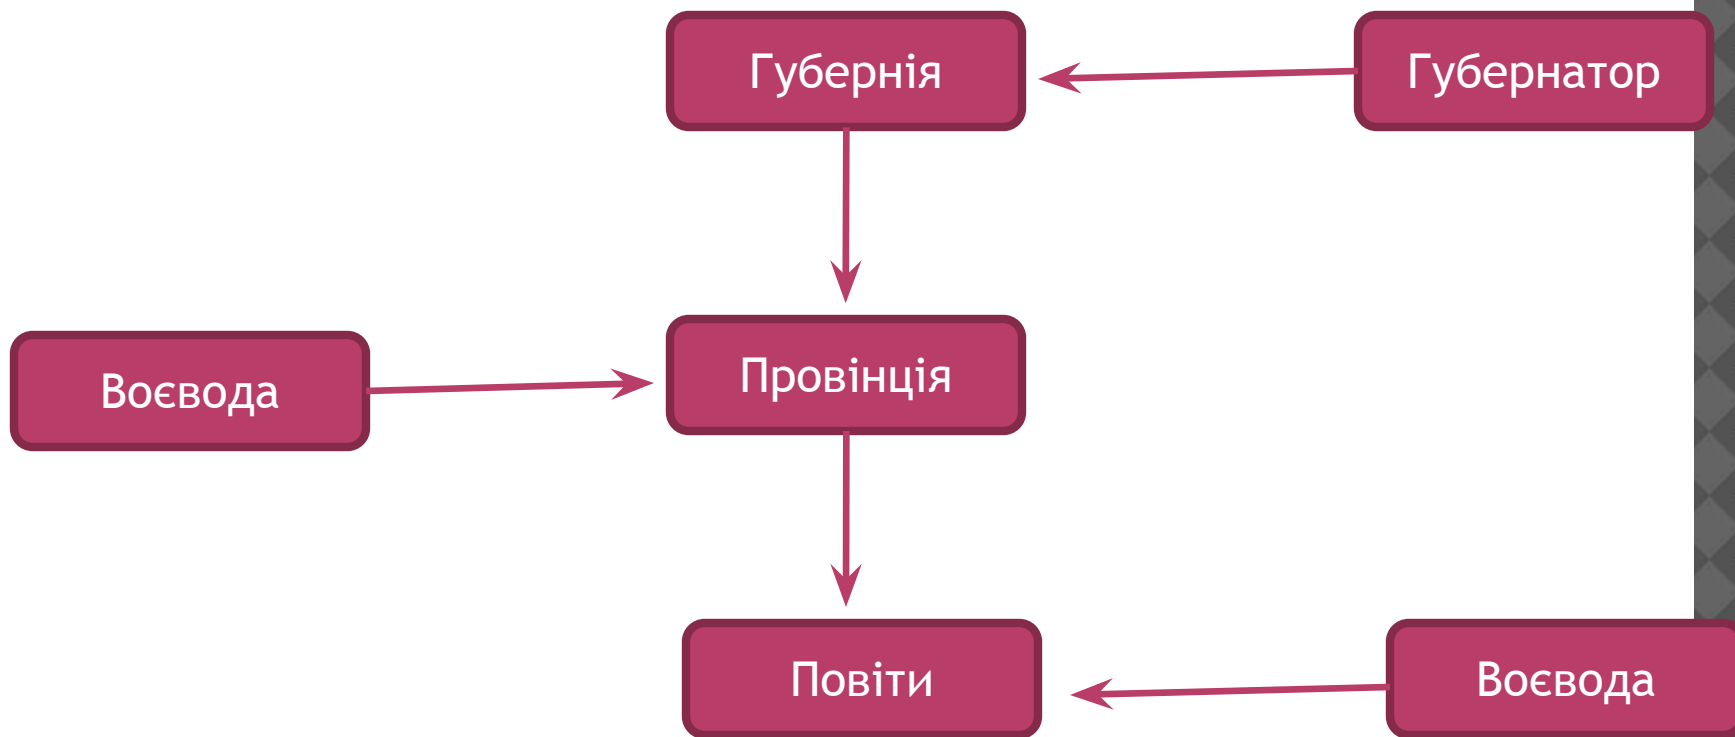 Губернія
Губернатор
Воєвода
Провінція
Повіти
Воєвода